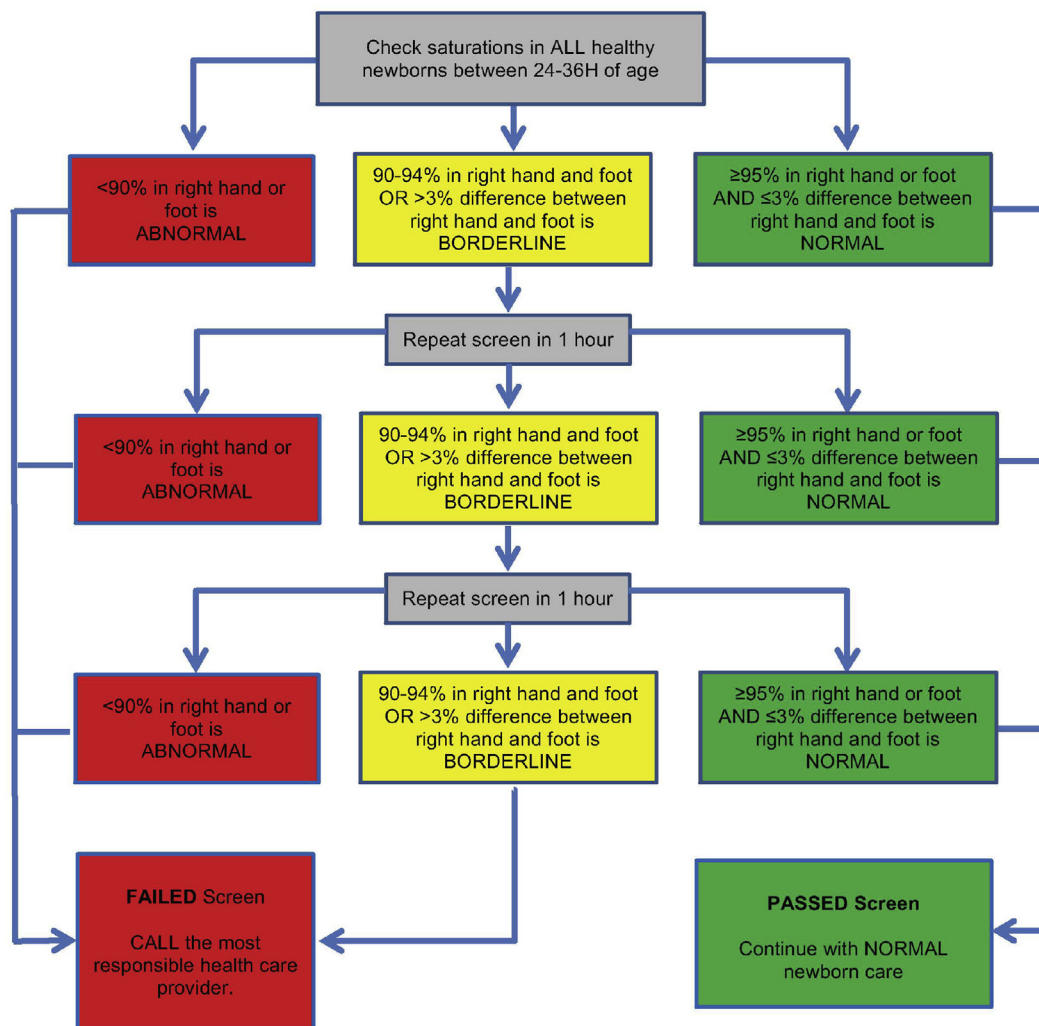 Check saturations in ALL healthy
newborns between 24-36H of age
<90% in right hand or
foot is
ABNORMAL
90-94% in right hand and foot
OR >3% difference between
right hand and foot is
BORDERLINE
≥95% in right hand or foot
AND ≤3% difference between
right hand and foot is
NORMAL
Repeat screen in 1 hour
<90% in right hand or
foot is
ABNORMAL
90-94% in right hand and foot
OR >3% difference between
right hand and foot is
BORDERLINE
≥95% in right hand or foot
AND ≤3% difference between
right hand and foot is
NORMAL
Repeat screen in 1 hour
<90% in right hand or
foot is
ABNORMAL
90-94% in right hand and foot
OR >3% difference between
right hand and foot is
BORDERLINE
≥95% in right hand or foot
AND ≤3% difference between
right hand and foot is
NORMAL
FAILED Screen
CALL the most
responsible health care
provider.
PASSED Screen
Continue with NORMAL
newborn care